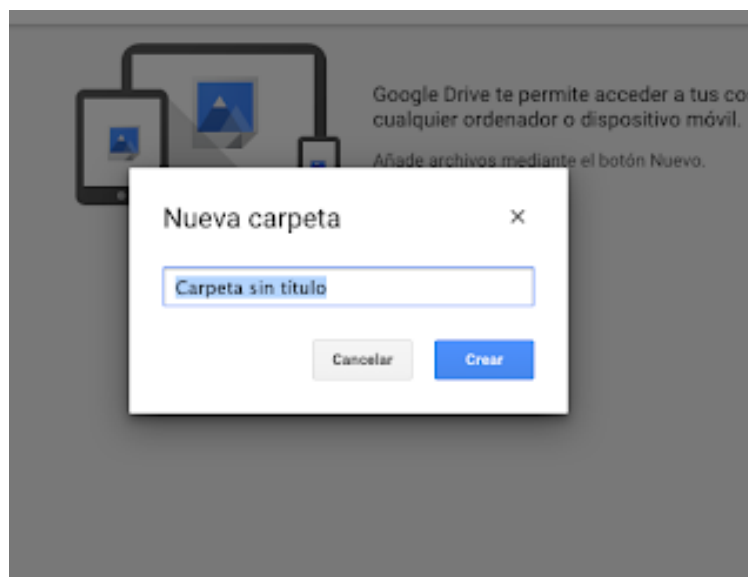 Google Drive te permite acceder a tus co
cualquier ordenador o dispositivo móvil.
Añade archivos mediante el botón Nuevo.
Nueva carpeta
Carpeta sin título
Cancelar
Crear